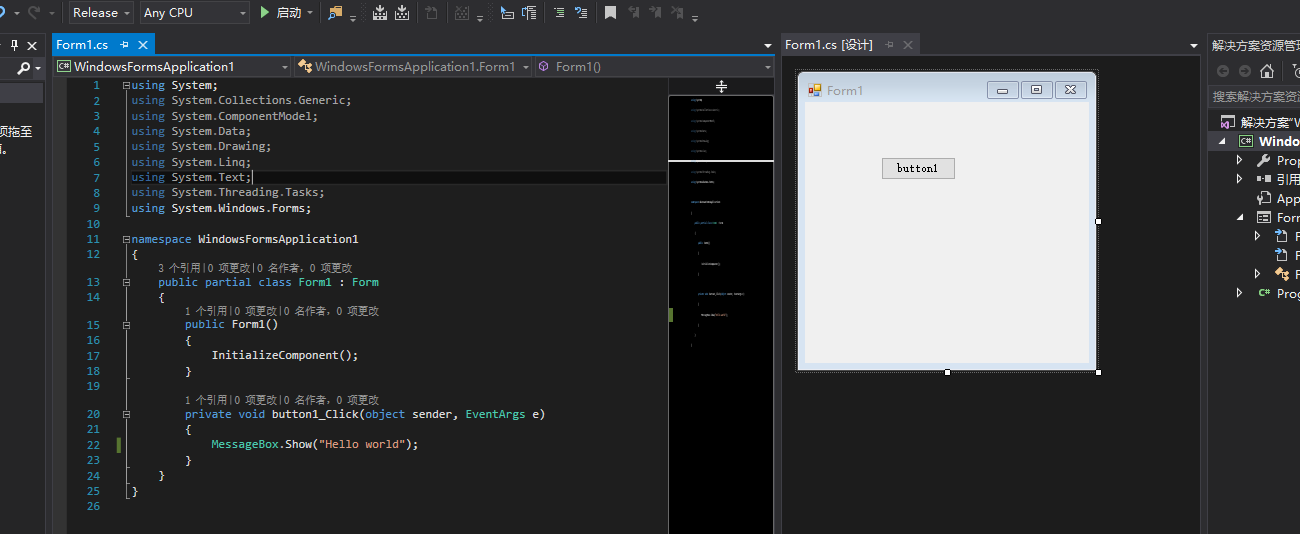 Release
Any CPU
启动
Form1.cs
WindowsFormsApplication1
WindowsFormsApplication1.Form1
Form1()
1 using System;
2 using System.Collections.Generic;
3 using System.ComponentModel;
4 using System.Data;
5 using System.Drawing;
6 using System.Linq;
7 using System.Text;
8 using System.Threading.Tasks;
9 using System.Windows.Forms;
10
11 namespace WindowsFormsApplication1
12 {
3 个引用|0 项更改|0 名作者, 0 项更改
13 public partial class Form1 : Form
14 {
1 个引用|0 项更改|0 名作者, 0 项更改
15 public Form1()
16 {
17 InitializeComponent();
18 }
19
1 个引用|0 项更改|0 名作者, 0 项更改
20 private void button1_Click(object sender, EventArgs e)
21 {
22 MessageBox.Show("Hello world");
23 }
24 }
25 }
26
Form1.cs [设计]
Form1
button1
解决方案资源管
搜索解决方案资
解决方案"W
C# Windo
Prop
引用
App
Forn
C# Prog
项拖至